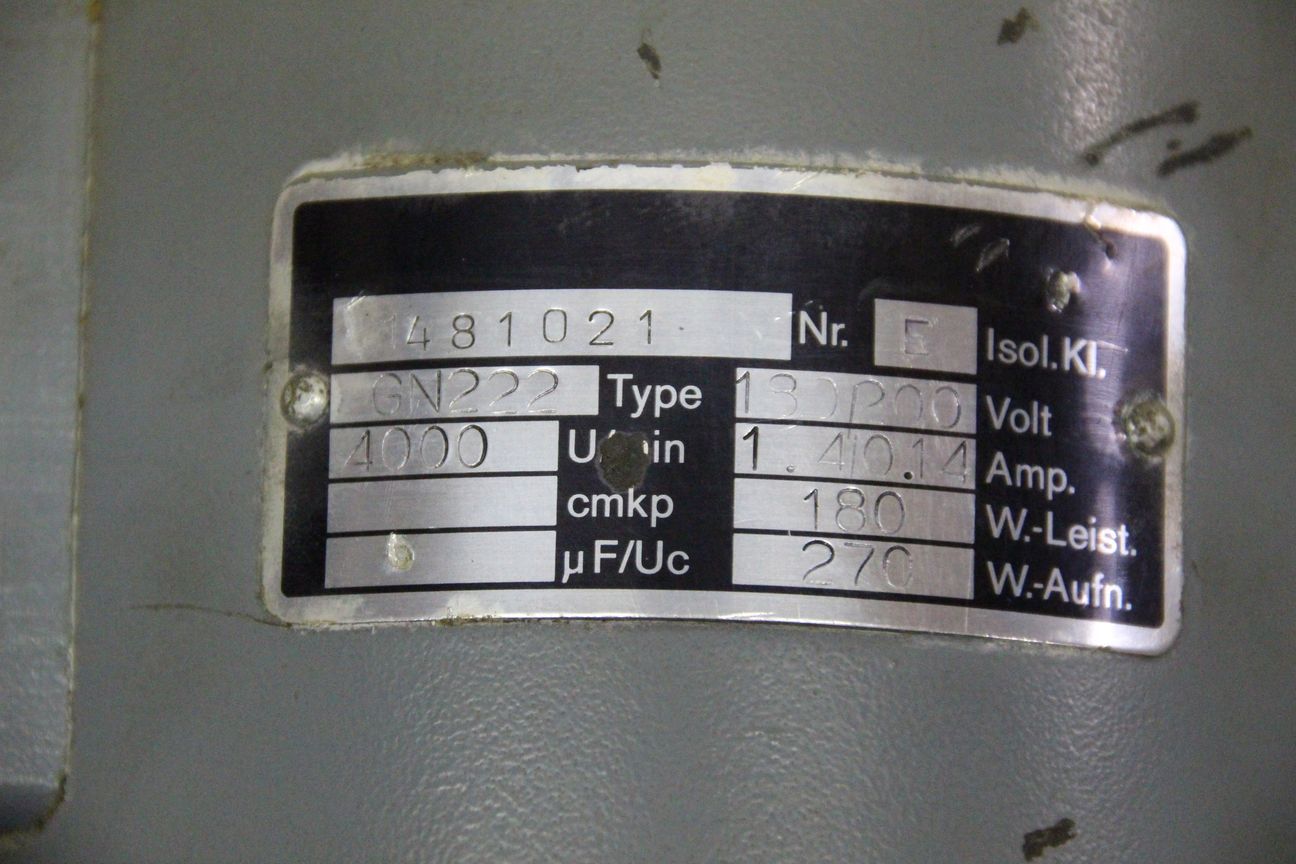 1481021 Nr. E Isol.Kl.
GN222 Type 180/200 Volt
4000 U/min 1.4/0.14 Amp.
cmkp 180 W.-Leist.
µF/Uc 270 W.-Aufn.